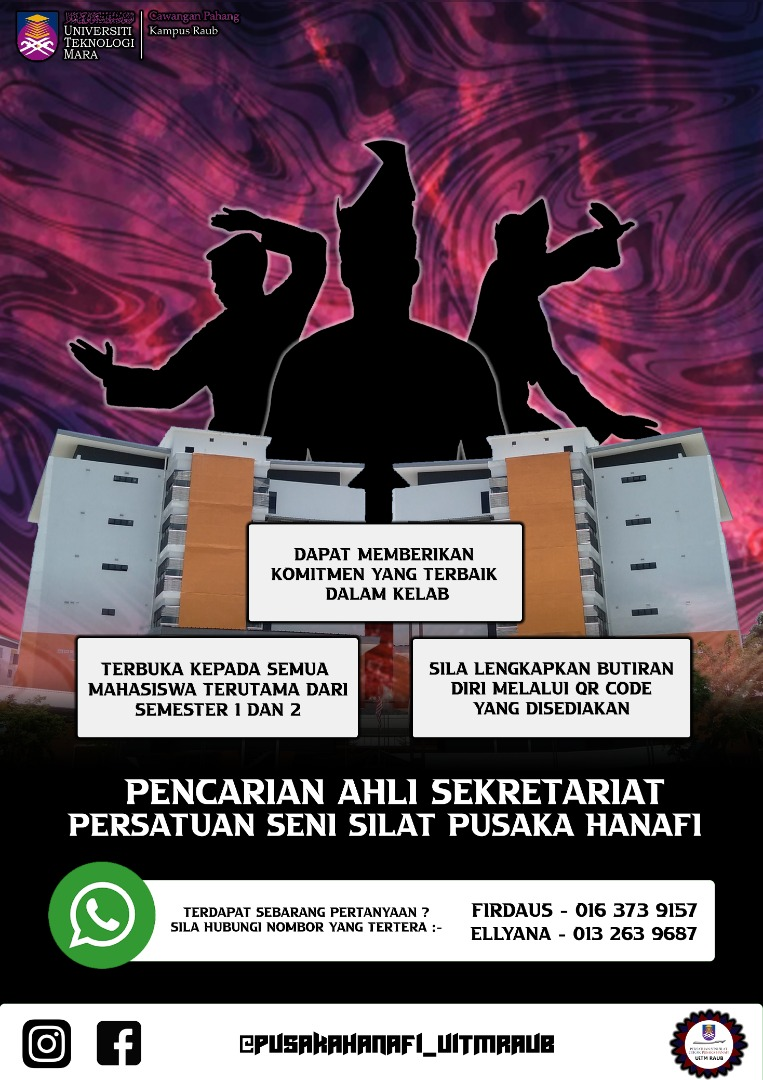 UNIVERSITI
TEKNOLOGI
MARA
Cawangan Pahang
Kampus Raub
DAPAT MEMBERIKAN
KOMITMEN YANG TERBAIK
DALAM KELAB
TERBUKA KEPADA SEMUA
MAHASISWA TERUTAMA DARI
SEMESTER 1 DAN 2
SILA LENGKAPKAN BUTIRAN
DIRI MELALUI QR CODE
YANG DISEDIAKAN
PENCARIAN AHLI SEKRETARIAT
PERSATUAN SENI SILAT PUSAKA HANAFI
TERDAPAT SEBARANG PERTANYAAN ?
SILA HUBUNGI NOMBOR YANG TERTERA :-
FIRDAUS - 016 373 9157
ELLYANA - 013 263 9687
@PUSAKAHANAFI_UITMRAUB
UITM RAUB